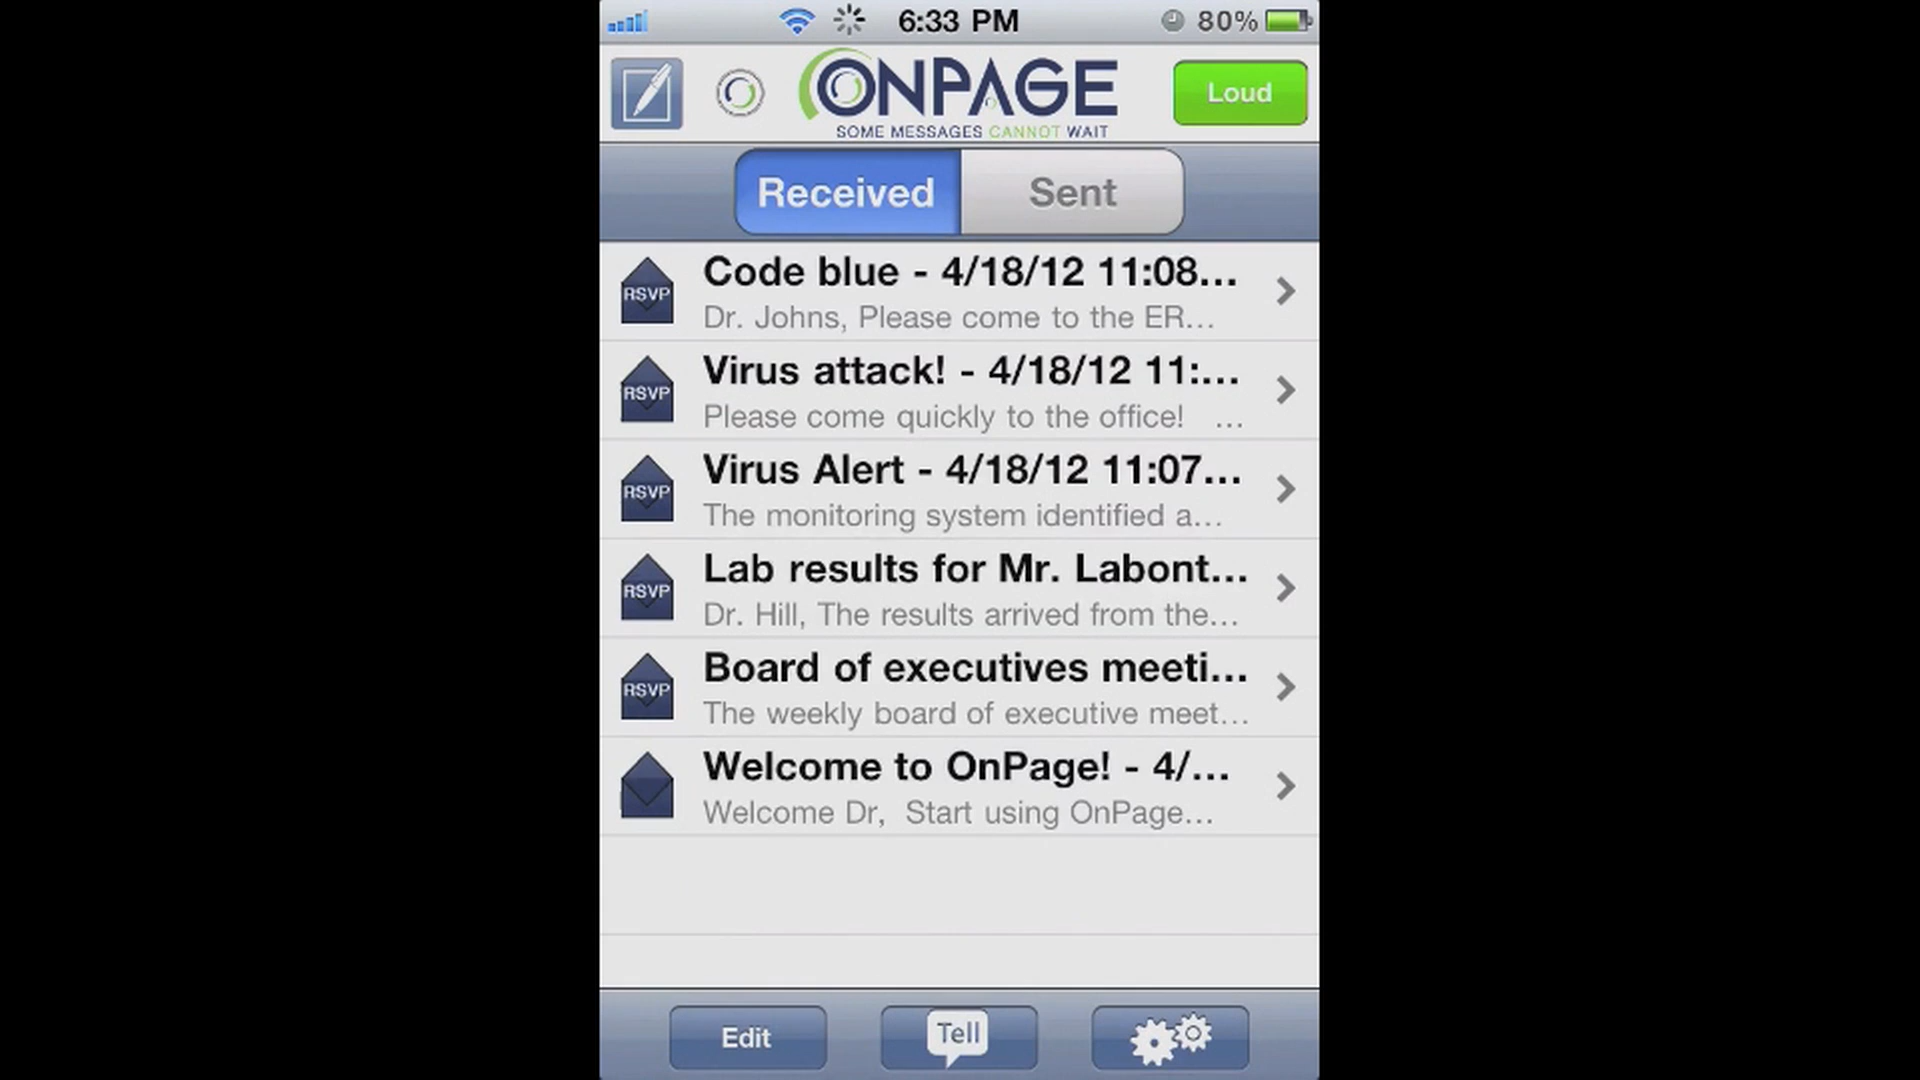 6:33 PM 80%
ONPAGE
SOME MESSAGES CANNOT WAIT
Loud
Received Sent
RSVP
Code blue - 4/18/12 11:08...
Dr. Johns, Please come to the ER...
RSVP
Virus attack! - 4/18/12 11:...
Please come quickly to the office! ...
RSVP
Virus Alert - 4/18/12 11:07...
The monitoring system identified a...
RSVP
Lab results for Mr. Labont...
Dr. Hill, The results arrived from the...
RSVP
Board of executives meeti...
The weekly board of executive meet...
Welcome to OnPage! - 4/...
Welcome Dr, Start using OnPage...
Edit Tell